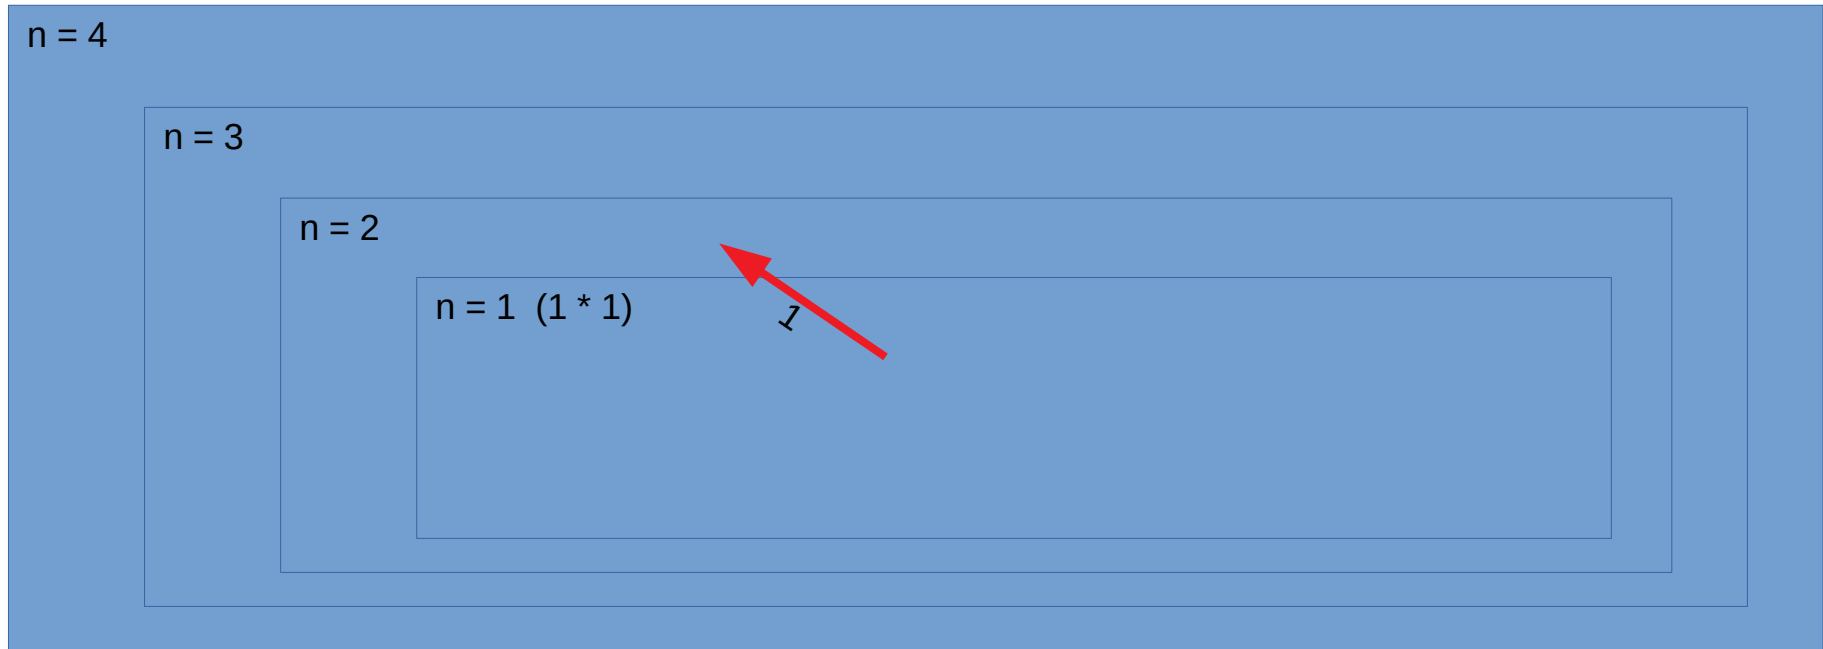 n = 4
n = 3
n = 2
n = 1  (1 * 1)
1